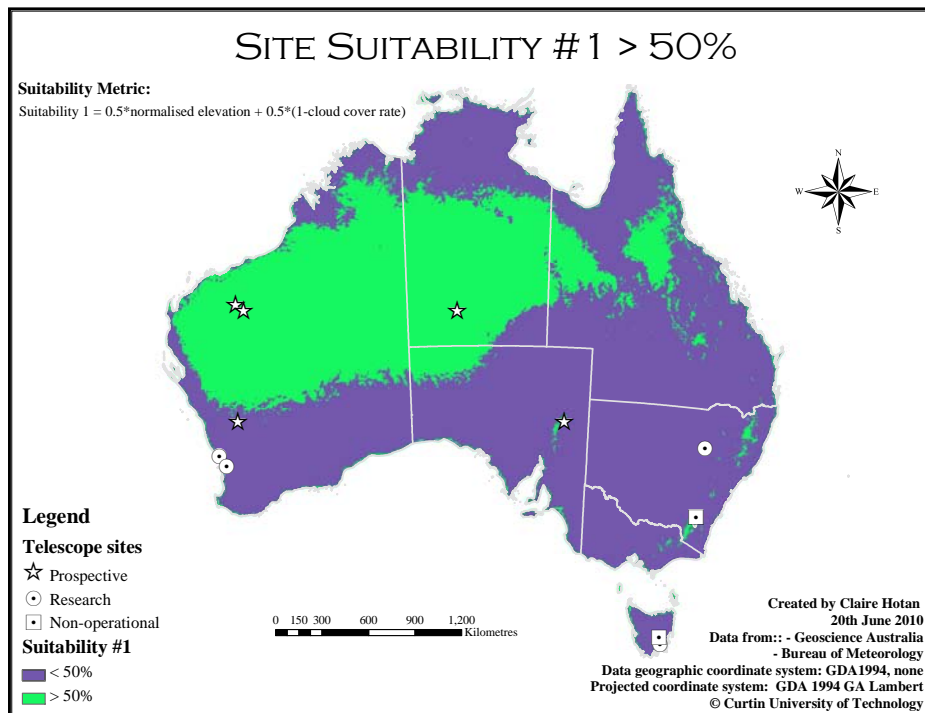 SITE SUITABILITY #1 > 50%
Suitability Metric:
Suitability 1 = 0.5*normalised elevation + 0.5*(1-cloud cover rate)
N
W E
S
Legend
Telescope sites
Prospective
Research
Non-operational
Suitability #1
< 50%
> 50%
0 150 300 600 900 1,200
Kilometres
Created by Claire Hotan
20th June 2010
Data from:: - Geoscience Australia
- Bureau of Meteorology
Data geographic coordinate system: GDA1994, none
Projected coordinate system: GDA 1994 GA Lambert
© Curtin University of Technology